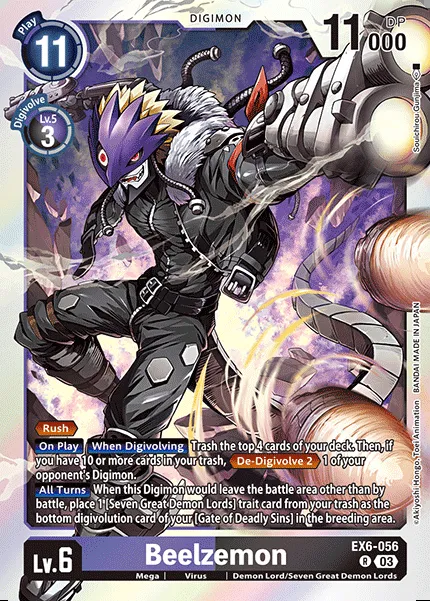 Play
11
DIGIMON
11000
DP
Digivolve
Lv.5
3
Souichirou Gunjima
Rush
On Play When Digivolving Trash the top 4 cards of your deck. Then, if
you have 10 or more cards in your trash, De-Digivolve 2 1 of your
opponent's Digimon.
All Turns When this Digimon would leave the battle area other than by
battle, place 1 [Seven Great Demon Lords] trait card from your trash as the
bottom digivolution card of your [Gate of Deadly Sins] in the breeding area.
©Akiyoshi Hongo, Toei Animation BANDAI MADE IN JAPAN
Lv.6
Beelzemon
EX6-056
R 03
Mega | Virus | Demon Lord/Seven Great Demon Lords